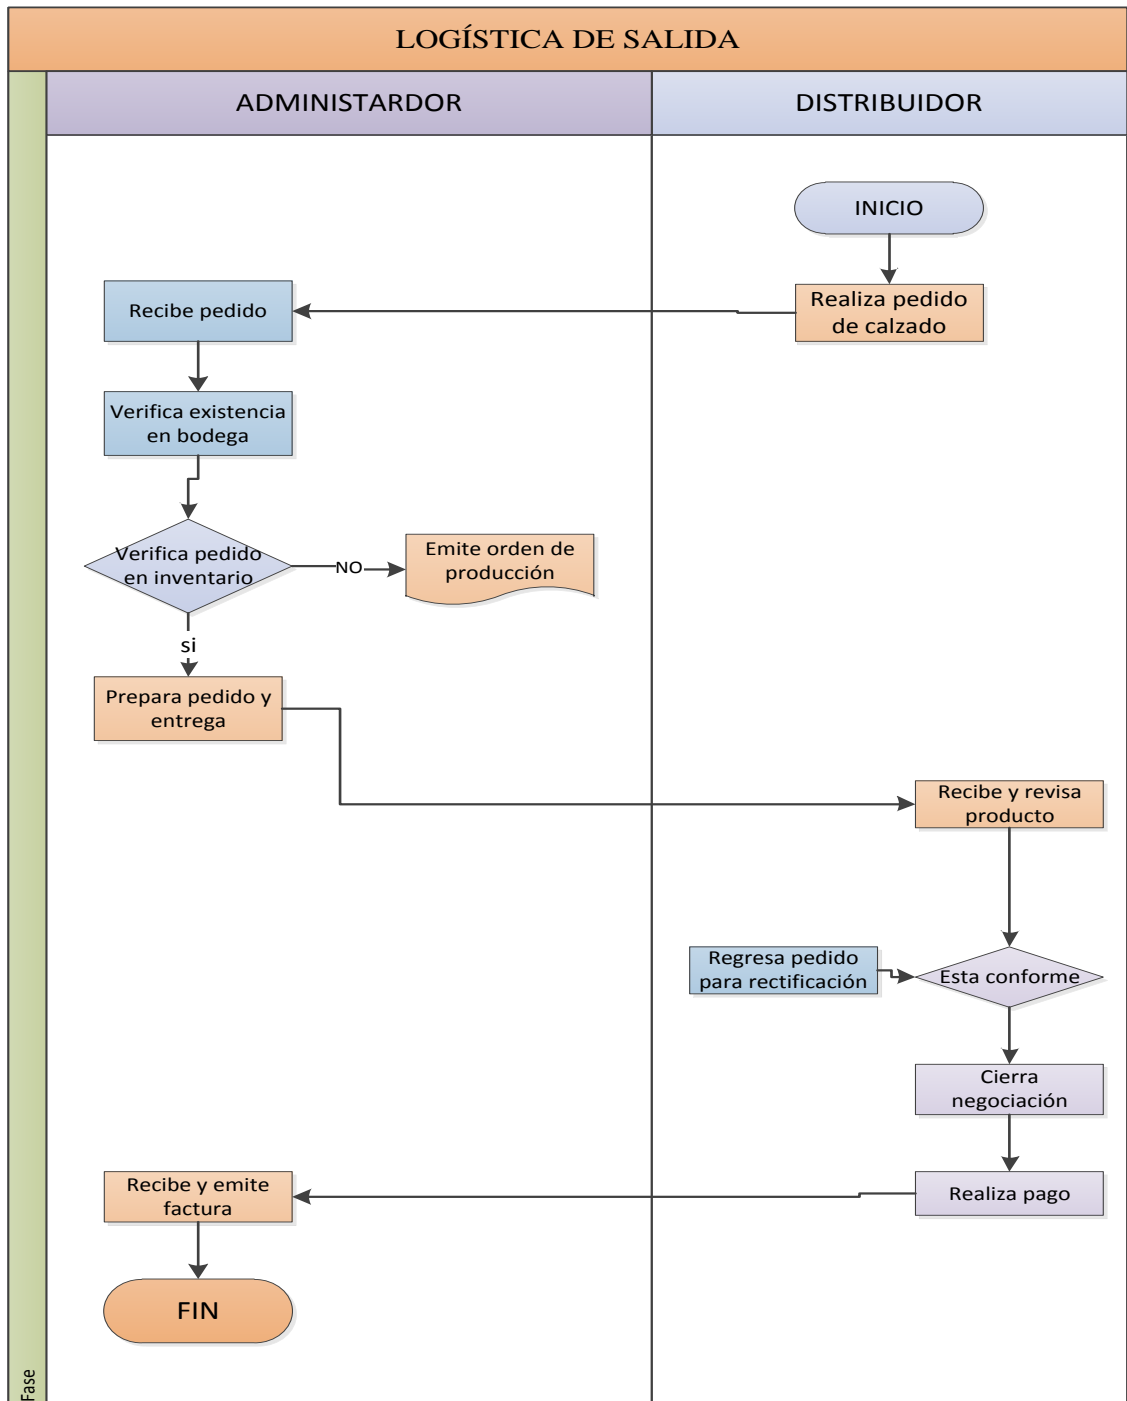 LOGÍSTICA DE SALIDA
ADMINISTARDOR
DISTRIBUIDOR
INICIO
Realiza pedido
de calzado
Recibe pedido
Verifica existencia
en bodega
Verifica pedido
en inventario
NO
Emite orden de
producción
si
Prepara pedido y
entrega
Recibe y revisa
producto
Regresa pedido
para rectificación
Esta conforme
Cierra
negociación
Realiza pago
Recibe y emite
factura
FIN
Fase